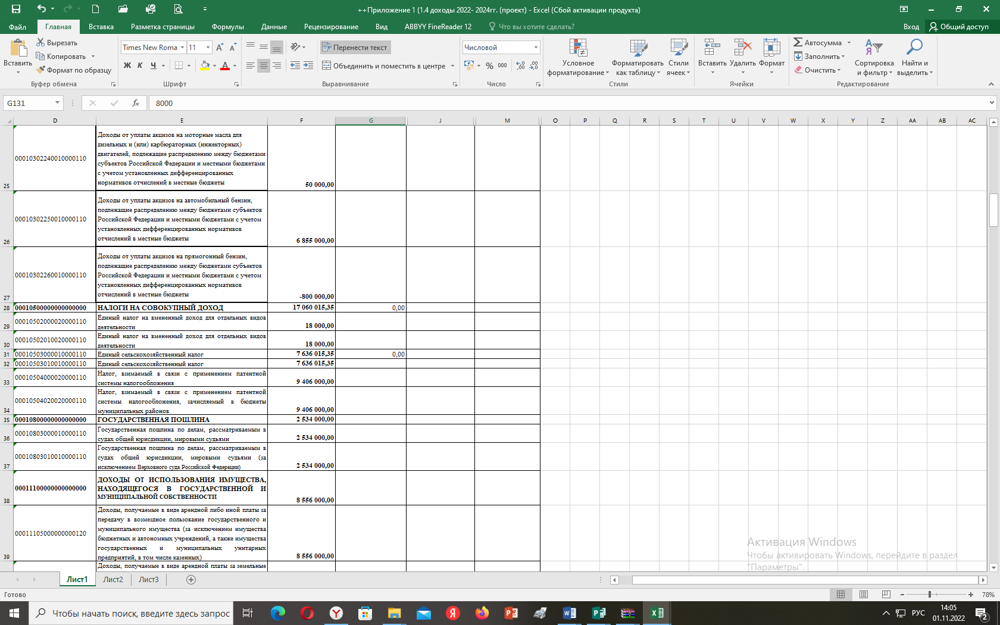 ++Приложение 1 (1.4 доходы 2022- 2024гг. (проект) - Excel (Сбой активации продукта)
Файл Главная Вставка Разметка страницы Формулы Данные Рецензирование Вид ABBYY FineReader 12 Что вы хотите сделать? Вход Общий доступ
Вставить
Вырезать
Копировать
Формат по образцу
Буфер обмена
Times New Roma 11
Ж К Ч
Шрифт
Перенести текст
Объединить и поместить в центре
Выравнивание
Числовой
% 000
Число
Условное форматирование
Форматировать как таблицу
Стили ячеек
Стили
Вставить Удалить Формат
Ячейки
Автосумма
Заполнить
Очистить
Сортировка и фильтр
Найти и выделить
Редактирование
G131 fx 8000
D E F G J M O P Q R S T U V W X Y Z AA AB AC
Доходы от уплаты акцизов на моторные масла для
дизельных и (или) карбюраторных (инжекторных)
двигателей, подлежащие распределению между бюджетами
00010302240010000110 субъектов Российской Федерации и местными бюджетами
с учетом установленных дифференцированных
нормативов отчислений в местные бюджеты
25 50 000,00
Доходы от уплаты акцизов на автомобильный бензин,
подлежащие распределению между бюджетами субъектов
00010302250010000110 Российской Федерации и местными бюджетами с учетом
установленных дифференцированных нормативов
отчислений в местные бюджеты
26 6 855 000,00
Доходы от уплаты акцизов на прямогонный бензин,
подлежащие распределению между бюджетами субъектов
00010302260010000110 Российской Федерации и местными бюджетами с учетом
установленных дифференцированных нормативов
отчислений в местные бюджеты
27 -800 000,00
28 00010500000000000000 НАЛОГИ НА СОВОКУПНЫЙ ДОХОД 17 060 015,35 0,00
00010502000020000110 Единый налог на вмененный доход для отдельных видов
29 деятельности 18 000,00
00010502010020000110 Единый налог на вмененный доход для отдельных видов
30 деятельности 18 000,00
31 00010503000010000110 Единый сельскохозяйственный налог 7 636 015,35 0,00
32 00010503010010000110 Единый сельскохозяйственный налог 7 636 015,35
00010504000020000110 Налог, взимаемый в связи с применением патентной
33 системы налогообложения 9 406 000,00
Налог, взимаемый в связи с применением патентной
00010504020020000110 системы налогообложения, зачисляемый в бюджеты
34 муниципальных районов 9 406 000,00
35 00010800000000000000 ГОСУДАРСТВЕННАЯ ПОШЛИНА 2 534 000,00
00010803000010000110 Государственная пошлина по делам, рассматриваемым в
36 судах общей юрисдикции, мировыми судьями 2 534 000,00
Государственная пошлина по делам, рассматриваемым в
00010803010010000110 судах общей юрисдикции, мировыми судьями (за
37 исключением Верховного суда Российской Федерации) 2 534 000,00
ДОХОДЫ ОТ ИСПОЛЬЗОВАНИЯ ИМУЩЕСТВА,
00011100000000000000 НАХОДЯЩЕГОСЯ В ГОСУДАРСТВЕННОЙ И
МУНИЦИПАЛЬНОЙ СОБСТВЕННОСТИ
38 8 556 000,00
Доходы, получаемые в виде арендной либо иной платы за
передачу в возмездное пользование государственного и
00011105000000000120 муниципального имущества (за исключением имущества
бюджетных и автономных учреждений, а также имущества
государственных и муниципальных унитарных
39 предприятий, в том числе казенных) 8 556 000,00
Доходы, получаемые в виде арендной платы за земельные
Активация Windows
Чтобы активировать Windows, перейдите в раздел
"Параметры".
Лист1 Лист2 Лист3
Готово 78%
Чтобы начать поиск, введите здесь запрос
РУС 14:05
01.11.2022
2